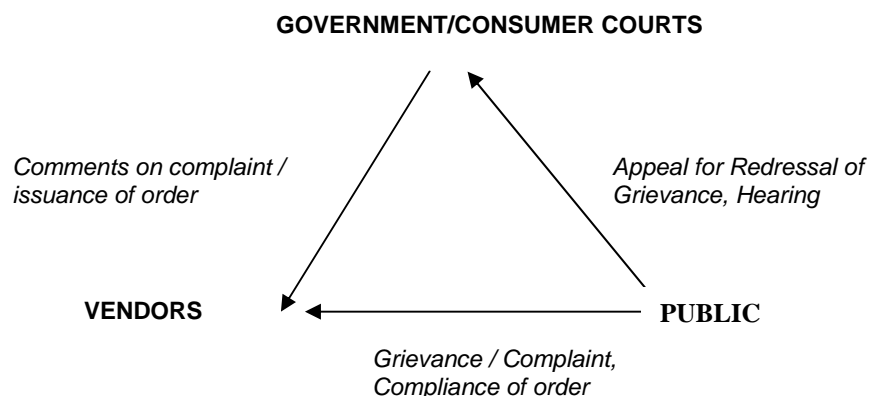 GOVERNMENT/CONSUMER COURTS
Comments on complaint /
issuance of order
Appeal for Redressal of
Grievance, Hearing
VENDORS
PUBLIC
Grievance / Complaint,
Compliance of order